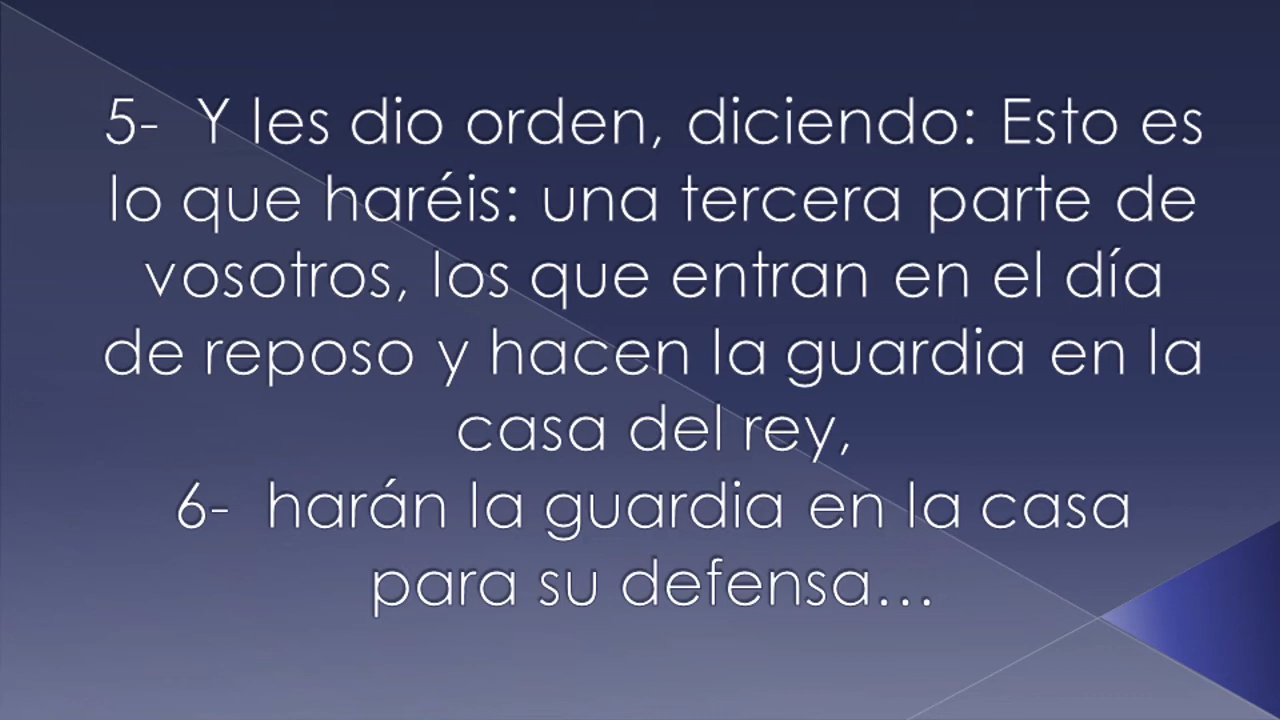 5-  Y les dio orden, diciendo: Esto es
lo que haréis: una tercera parte de
vosotros, los que entran en el día
de reposo y hacen la guardia en la
casa del rey,
6-  harán la guardia en la casa
para su defensa...